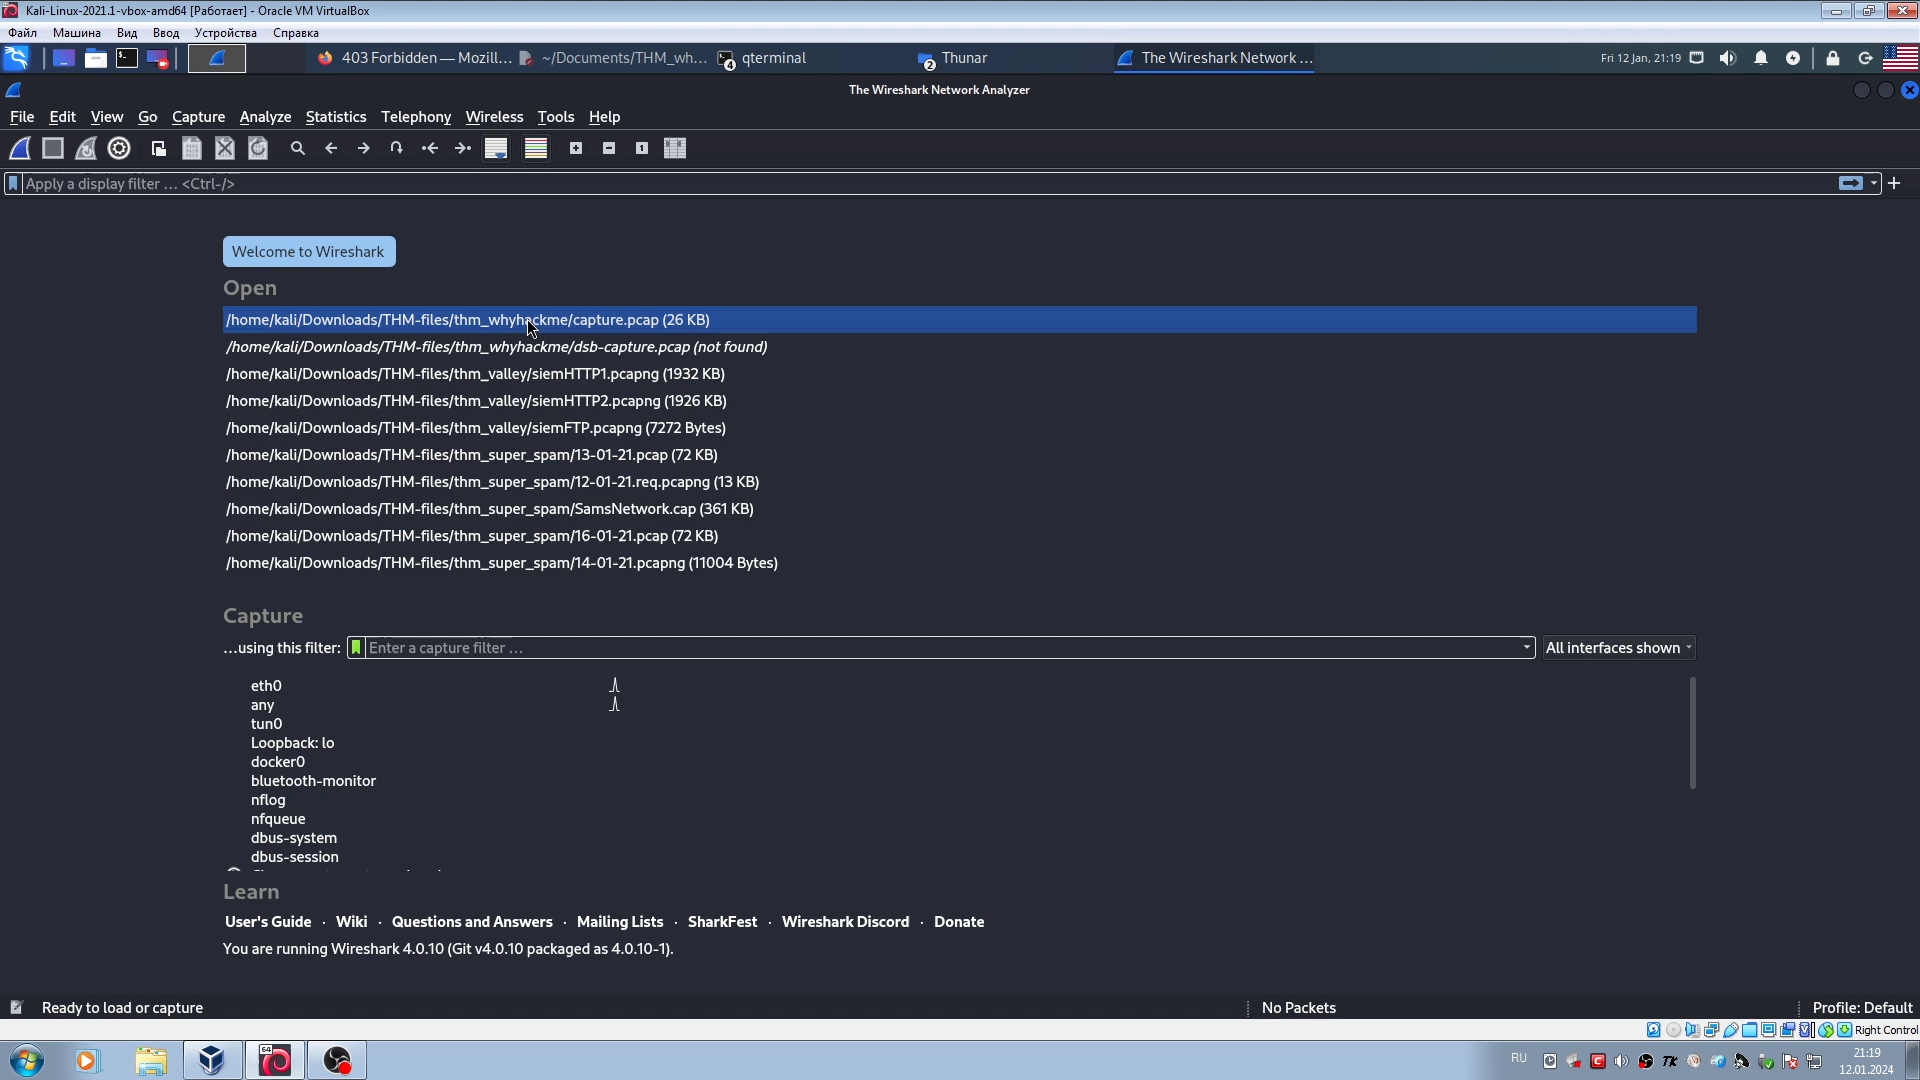 Kali-Linux-2021.1-vbox-amd64 [Работает] - Oracle VM VirtualBox
Файл Машина Вид Ввод Устройства Справка
403 Forbidden — Mozill... ~/Documents/THM_wh... 4 qterminal 2 Thunar The Wireshark Network ... Fri 12 Jan, 21:19
The Wireshark Network Analyzer
File Edit View Go Capture Analyze Statistics Telephony Wireless Tools Help
Apply a display filter … <Ctrl-/>
Welcome to Wireshark
Open
/home/kali/Downloads/THM-files/thm_whyhackme/capture.pcap (26 KB)
/home/kali/Downloads/THM-files/thm_whyhackme/dsb-capture.pcap (not found)
/home/kali/Downloads/THM-files/thm_valley/siemHTTP1.pcapng (1932 KB)
/home/kali/Downloads/THM-files/thm_valley/siemHTTP2.pcapng (1926 KB)
/home/kali/Downloads/THM-files/thm_valley/siemFTP.pcapng (7272 Bytes)
/home/kali/Downloads/THM-files/thm_super_spam/13-01-21.pcap (72 KB)
/home/kali/Downloads/THM-files/thm_super_spam/12-01-21.req.pcapng (13 KB)
/home/kali/Downloads/THM-files/thm_super_spam/SamsNetwork.cap (361 KB)
/home/kali/Downloads/THM-files/thm_super_spam/16-01-21.pcap (72 KB)
/home/kali/Downloads/THM-files/thm_super_spam/14-01-21.pcapng (11004 Bytes)
Capture
…using this filter: Enter a capture filter … All interfaces shown
eth0
any
tun0
Loopback: lo
docker0
bluetooth-monitor
nflog
nfqueue
dbus-system
dbus-session
Learn
User's Guide · Wiki · Questions and Answers · Mailing Lists · SharkFest · Wireshark Discord · Donate
You are running Wireshark 4.0.10 (Git v4.0.10 packaged as 4.0.10-1).
Ready to load or capture No Packets Profile: Default
Right Control
64 RU 21:19
12.01.2024